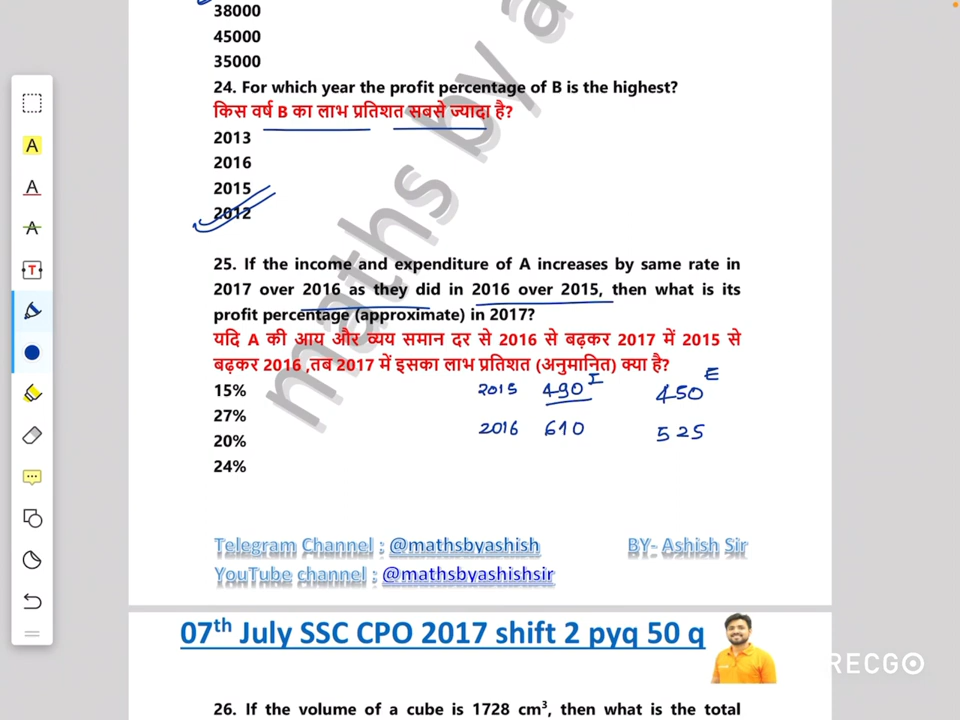 38000
45000
35000
24. For which year the profit percentage of B is the highest?
किस वर्ष B का लाभ प्रतिशत सबसे ज्यादा है?
2013
2016
2015
2012
25. If the income and expenditure of A increases by same rate in
2017 over 2016 as they did in 2016 over 2015, then what is its
profit percentage (approximate) in 2017?
यदि A की आय और व्यय समान दर से 2016 से बढ़कर 2017 में 2015 से
बढ़कर 2016 ,तब 2017 में इसका लाभ प्रतिशत (अनुमानित) क्या है?
15%
27%
20%
24%
2015 490 I 450 E
2016 610 525
maths by a
Telegram Channel : @mathsbyashish BY- Ashish Sir
YouTube channel : @mathsbyashishsir
07th July SSC CPO 2017 shift 2 pyq 50 q
RECGO
26. If the volume of a cube is 1728 cm³, then what is the total